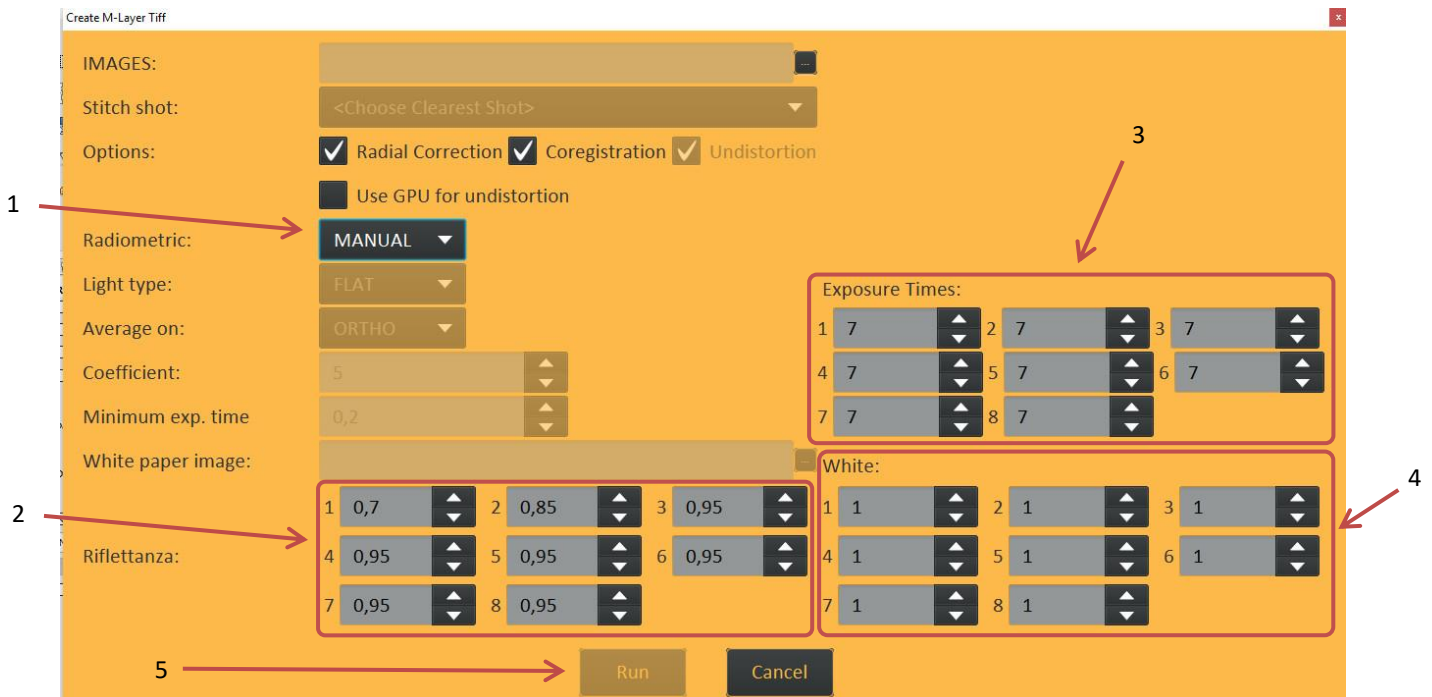 Create M-Layer Tiff x
IMAGES: ...
Stitch shot: <Choose Clearest Shot>
3
Options: Radial Correction Coregistration Undistortion
Use GPU for undistortion
1
Radiometric: MANUAL
Light type: FLAT
Exposure Times:
Average on: ORTHO
1 7 2 7 3 7
Coefficient: 5
4 7 5 7 6 7
Minimum exp. time 0,2
7 7 8 7
White paper image: ...
White:
4
1 0,7 2 0,85 3 0,95
1 1 2 1 3 1
2
Riflettanza:
4 0,95 5 0,95 6 0,95
4 1 5 1 6 1
7 0,95 8 0,95
7 1 8 1
5
Run Cancel